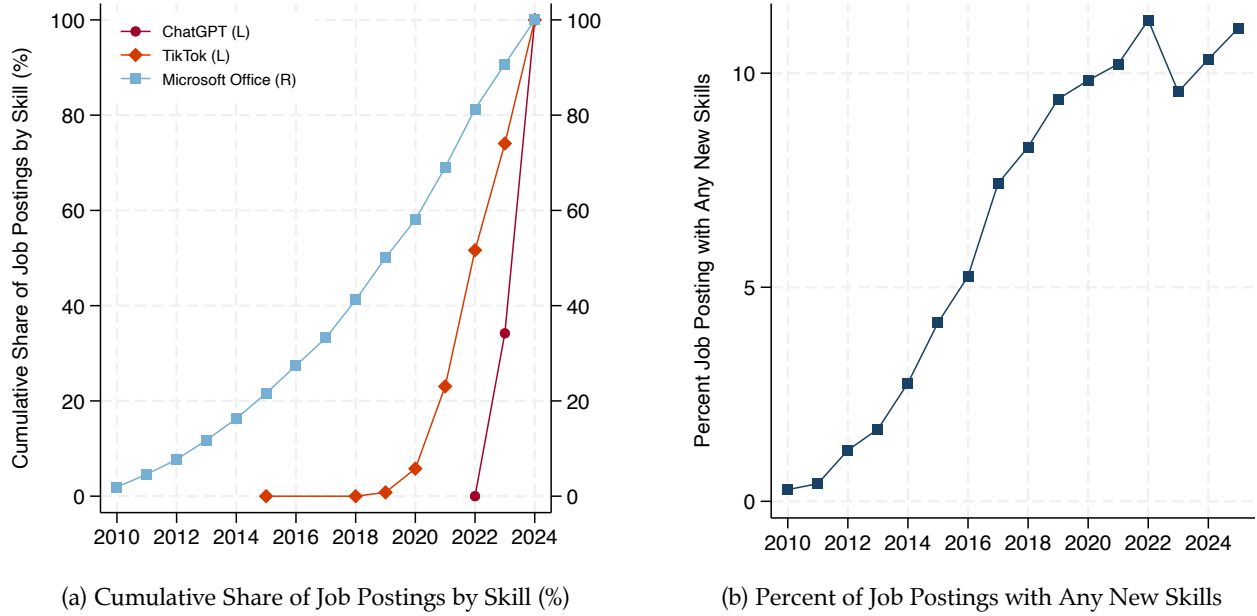 Cumulative Share of Job Postings by Skill (%)
100
80
60
40
20
0
ChatGPT (L)
TikTok (L)
Microsoft Office (R)
100
80
60
40
20
0
2010 2012 2014 2016 2018 2020 2022 2024
(a) Cumulative Share of Job Postings by Skill (%)
Percent Job Posting with Any New Skills
10
5
0
2010 2012 2014 2016 2018 2020 2022 2024
(b) Percent of Job Postings with Any New Skills